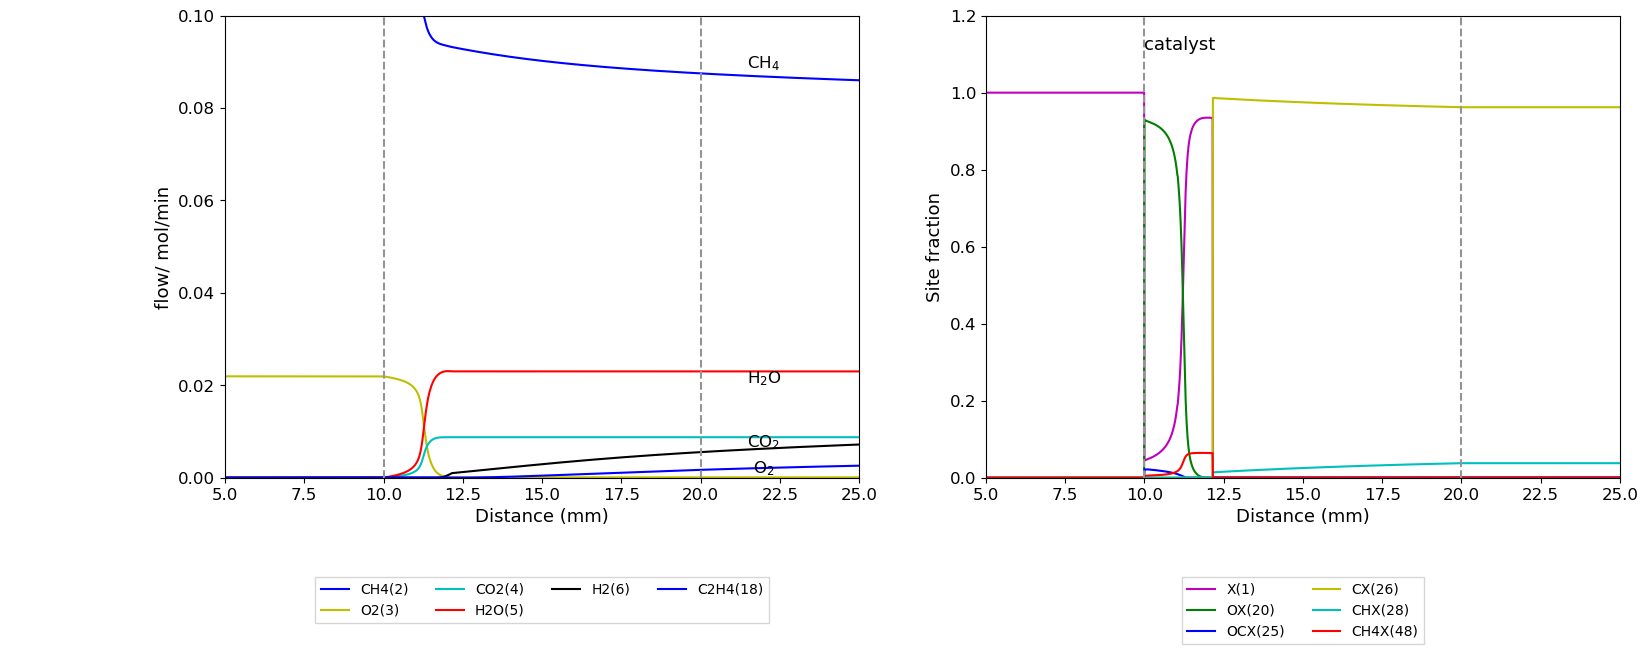 0.10
0.08
0.06
0.04
0.02
0.00
flow/ mol/min
CH₄
H₂O
CO₂
O₂
5.0 7.5 10.0 12.5 15.0 17.5 20.0 22.5 25.0
Distance (mm)
CH4(2) CO2(4) H2(6) C2H4(18)
O2(3) H2O(5)
1.2
1.0
0.8
0.6
0.4
0.2
0.0
Site fraction
catalyst
5.0 7.5 10.0 12.5 15.0 17.5 20.0 22.5 25.0
Distance (mm)
X(1) CX(26)
OX(20) CHX(28)
OCX(25) CH4X(48)